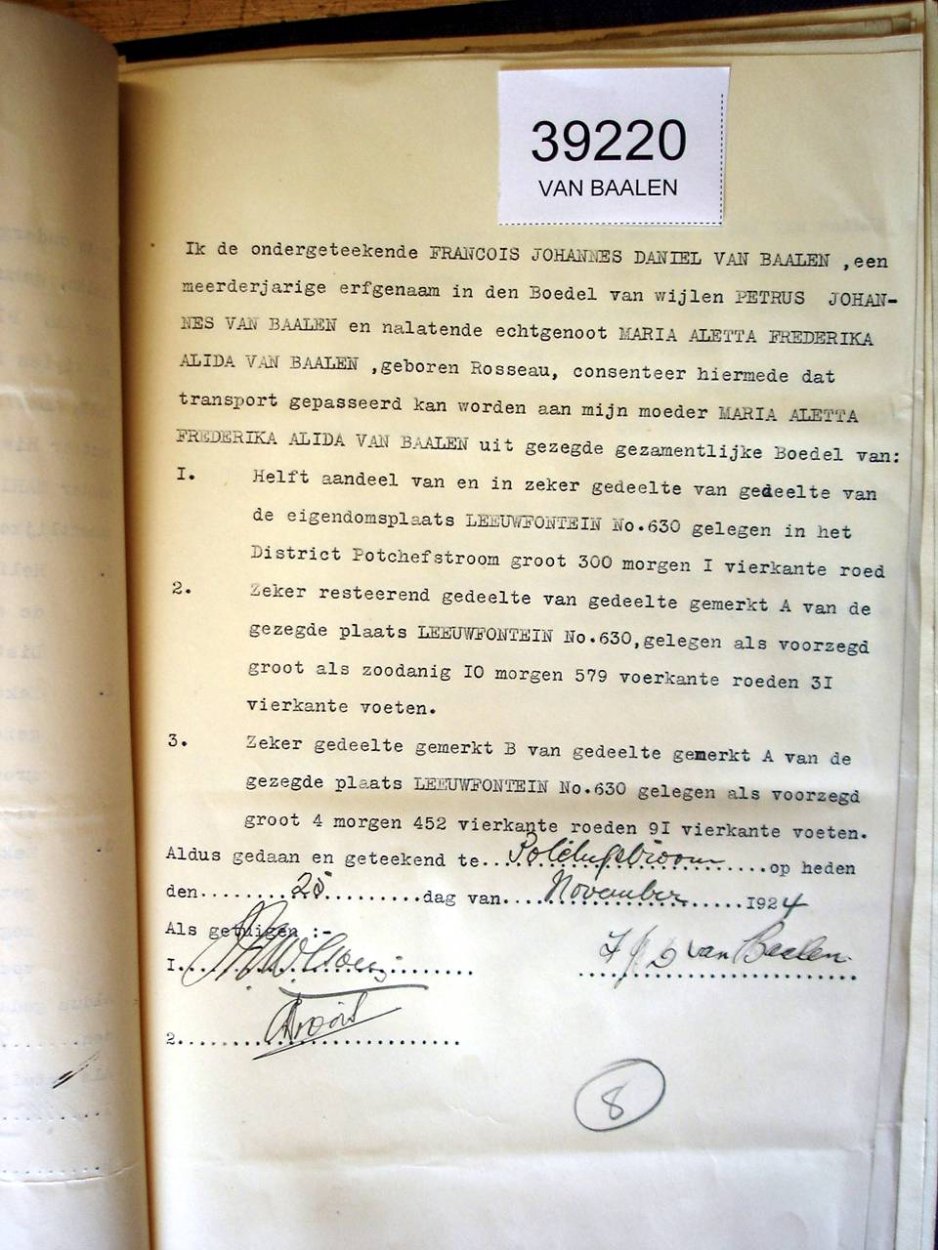 39220
VAN BAALEN
Ik de ondergeteekende FRANCOIS JOHANNES DANIEL VAN BAALEN ,een
meerderjarige erfgenaam in den Boedel van wijlen PETRUS JOHAN-
NES VAN BAALEN en nalatende echtgenoot MARIA ALETTA FREDERIKA
ALIDA VAN BAALEN ,geboren Rosseau, consenteer hiermede dat
transport gepasseerd kan worden aan mijn moeder MARIA ALETTA
FREDERIKA ALIDA VAN BAALEN uit gezegde gezamentlijke Boedel van:
I. Helft aandeel van en in zeker gedeelte van gedeelte van
de eigendomsplaats LEEUWFONTEIN No.630 gelegen in het
District Potchefstroom groot 300 morgen I vierkante roed
2. Zeker resteerend gedeelte van gedeelte gemerkt A van de
gezegde plaats LEEUWFONTEIN No.630,gelegen als voorzegd
groot als zoodanig IO morgen 579 voerkante roeden 3I
vierkante voeten.
3. Zeker gedeelte gemerkt B van gedeelte gemerkt A van de
gezegde plaats LEEUWFONTEIN No.630 gelegen als voorzegd
groot 4 morgen 452 vierkante roeden 9I vierkante voeten.
Aldus gedaan en geteekend te...Potchefstroom.....op heden
den.........25.........dag van....November......1924
Als getuigen :-
I.
F J D van Baalen
2.
8